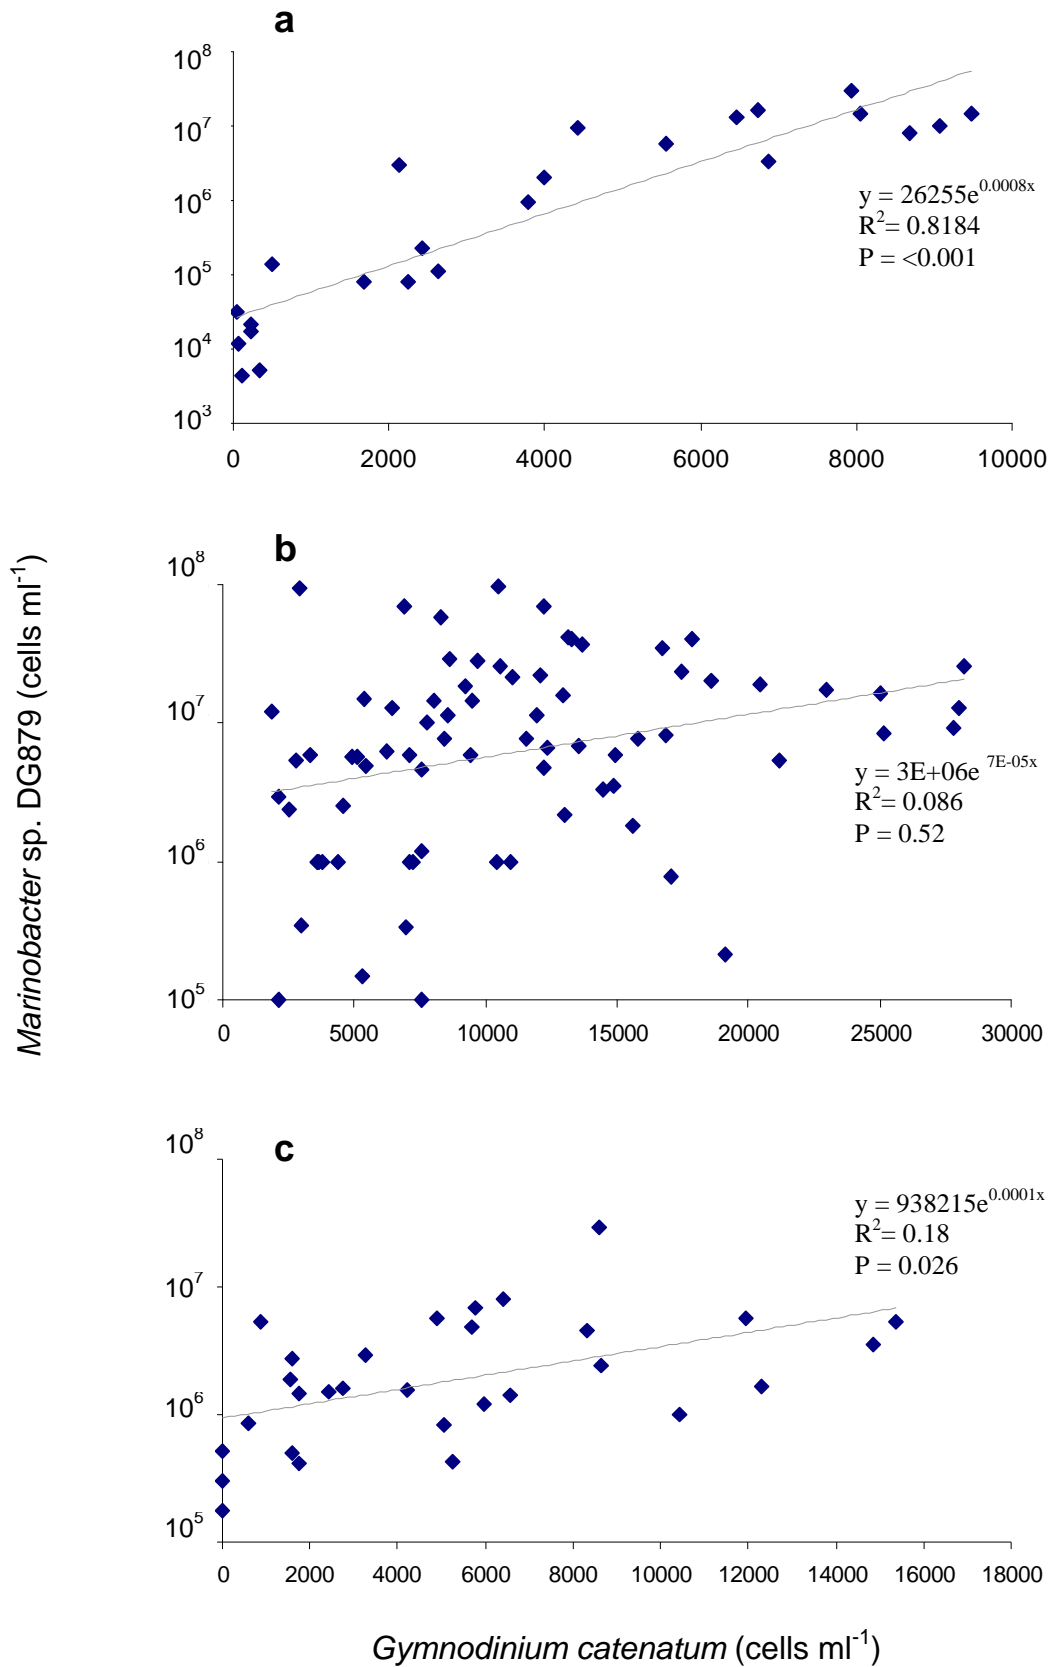 a
10^8
10^7
10^6
10^5
10^4
10^3
y = 26255e^0.0008x
R^2= 0.8184
P = <0.001
0 2000 4000 6000 8000 10000
Marinobacter sp. DG879 (cells ml^-1)
b
10^8
10^7
10^6
10^5
y = 3E+06e^7E-05x
R^2= 0.086
P = 0.52
0 5000 10000 15000 20000 25000 30000
c
10^8
10^7
10^6
10^5
y = 938215e^0.0001x
R^2= 0.18
P = 0.026
0 2000 4000 6000 8000 10000 12000 14000 16000 18000
Gymnodinium catenatum (cells ml^-1)